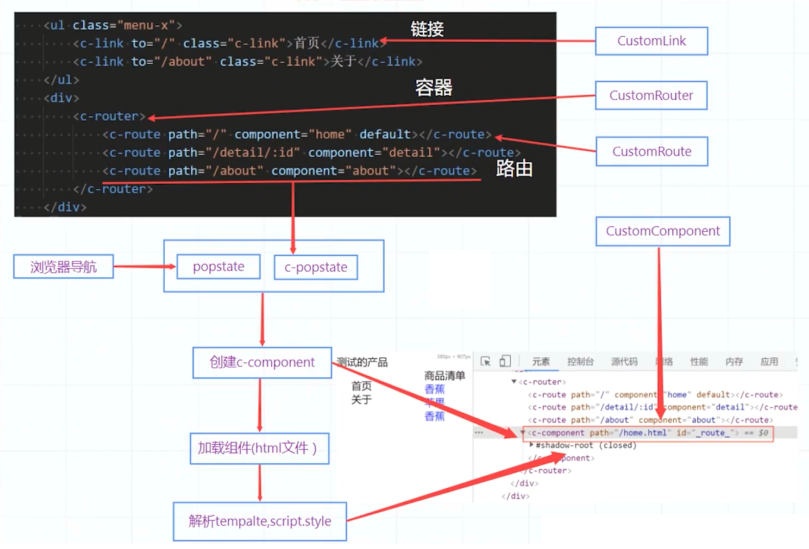 <ul class="menu-x">
<c-link to="/" class="c-link">首页</c-link>
<c-link to="/about" class="c-link">关于</c-link>
</ul>
<div>
<c-router>
<c-route path="/" component="home" default></c-route>
<c-route path="/detail/:id" component="detail"></c-route>
<c-route path="/about" component="about"></c-route>
</c-router>
</div>
链接
容器
路由
CustomLink
CustomRouter
CustomRoute
CustomComponent
浏览器导航
popstate
c-popstate
创建c-component
加载组件(html文件)
解析tempalte,script.style
测试的产品
首页
关于
商品清单
香蕉
苹果
香蕉
元素 控制台 源代码 网络 性能 内存 应用
<c-router>
<c-route path="/" component="home" default></c-route>
<c-route path="/detail/:id" component="detail"></c-route>
<c-route path="/about" component="about"></c-route>
<c-component path="/home.html" id="_route_"> == $0
#shadow-root (closed)
</c-component>
</c-router>
</div>
</div>